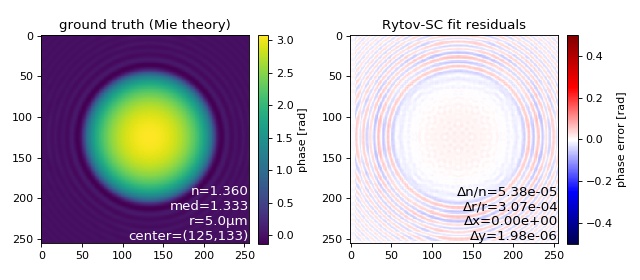 ground truth (Mie theory)
0
50
100
150
200
250
0 50 100 150 200 250
n=1.360
med=1.333
r=5.0μm
center=(125,133)
3.0
2.5
2.0
1.5
1.0
0.5
0.0
phase [rad]
Rytov-SC fit residuals
0
50
100
150
200
250
0 50 100 150 200 250
Δn/n=5.38e-05
Δr/r=3.07e-04
Δx=0.00e+00
Δy=1.98e-06
0.4
0.2
0.0
−0.2
−0.4
phase error [rad]